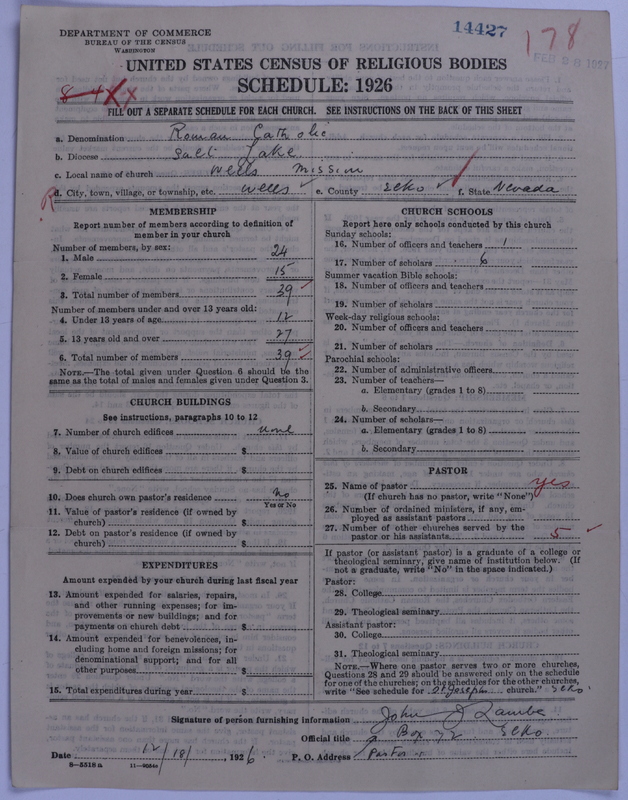 DEPARTMENT OF COMMERCE
BUREAU OF THE CENSUS
WASHINGTON
14427
178
FEB 28 1927
UNITED STATES CENSUS OF RELIGIOUS BODIES
SCHEDULE: 1926
FILL OUT A SEPARATE SCHEDULE FOR EACH CHURCH. SEE INSTRUCTIONS ON THE BACK OF THIS SHEET
a. Denomination Roman Catholic
b. Diocese Salt Lake
c. Local name of church Wells Mission
d. City, town, village, or township, etc. Wells e. County Elko f. State Nevada
MEMBERSHIP
Report number of members according to definition of
member in your church
Number of members, by sex:
1. Male 24
2. Female 15
3. Total number of members 39
Number of members under and over 13 years old:
4. Under 13 years of age 12
5. 13 years old and over 27
6. Total number of members 39
NOTE.—The total given under Question 6 should be the
same as the total of males and females given under Question 3.
CHURCH BUILDINGS
See instructions, paragraphs 10 to 12
7. Number of church edifices none
8. Value of church edifices $
9. Debt on church edifices $
10. Does church own pastor's residence No
Yes or No
11. Value of pastor's residence (if owned by
church) $
12. Debt on pastor's residence (if owned by
church) $
EXPENDITURES
Amount expended by your church during last fiscal year
13. Amount expended for salaries, repairs,
and other running expenses; for im-
provements or new buildings; and for
payments on church debt $
14. Amount expended for benevolences, in-
cluding home and foreign missions; for
denominational support; and for all
other purposes $
15. Total expenditures during year $
CHURCH SCHOOLS
Report here only schools conducted by this church
Sunday schools:
16. Number of officers and teachers 1
17. Number of scholars 6
Summer vacation Bible schools:
18. Number of officers and teachers
19. Number of scholars
Week-day religious schools:
20. Number of officers and teachers
21. Number of scholars
Parochial schools:
22. Number of administrative officers
23. Number of teachers—
a. Elementary (grades 1 to 8)
b. Secondary
24. Number of scholars—
a. Elementary (grades 1 to 8)
b. Secondary
PASTOR
25. Name of pastor yes
(If church has no pastor, write "None")
26. Number of ordained ministers, if any, em-
ployed as assistant pastors
27. Number of other churches served by the
pastor or his assistants 5
If pastor (or assistant pastor) is a graduate of a college or
theological seminary, give name of institution below. (If
not a graduate, write "No" in the space indicated.)
Pastor:
28. College
29. Theological seminary
Assistant pastor:
30. College
31. Theological seminary
NOTE.—Where one pastor serves two or more churches,
Questions 28 and 29 should be answered only on the schedule
for one of the churches; on the schedules for the other churches,
write "See schedule for St Josephs church." Elko
Signature of person furnishing information John J Lambe
Official title Box 72 Elko
Date 12/18/, 1926. P. O. Address Pastor
8-5518a 11-9054